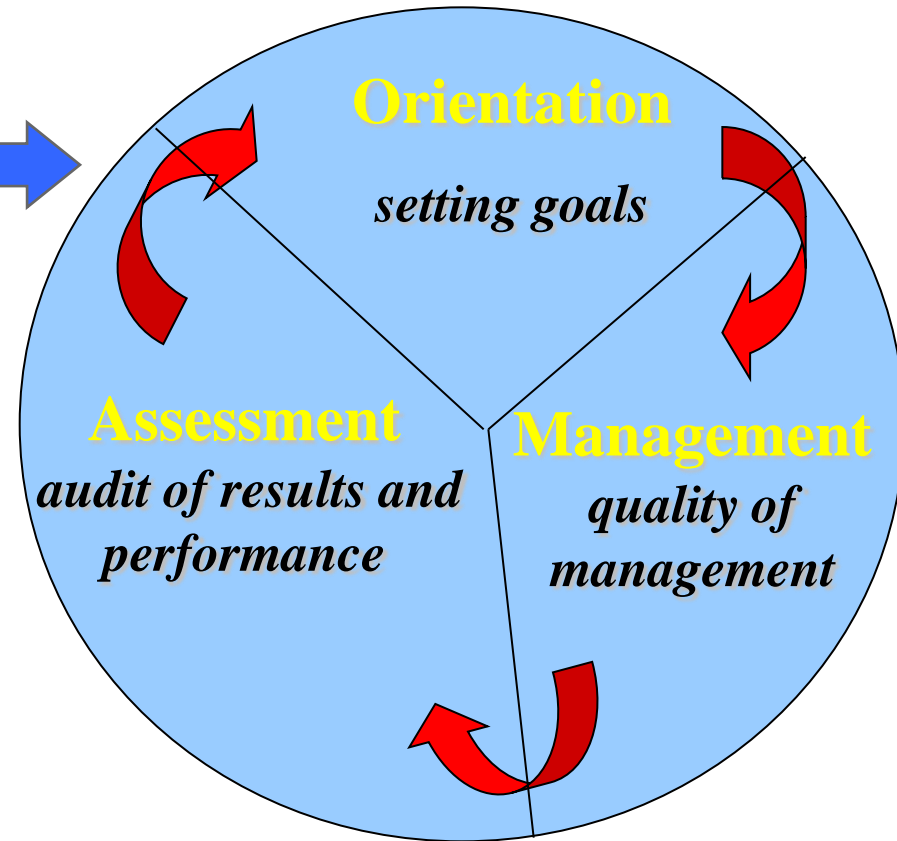 Orientation
setting goals
Assessment
audit of results and
performance
Management
quality of
management